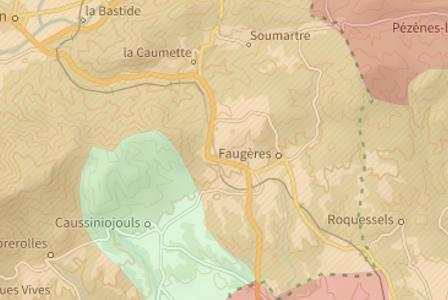 la Bastide
Soumartre
Pézènes-l
la Caumette
Faugères
Caussiniojouls
Roquessels
orerolles
ues Vives